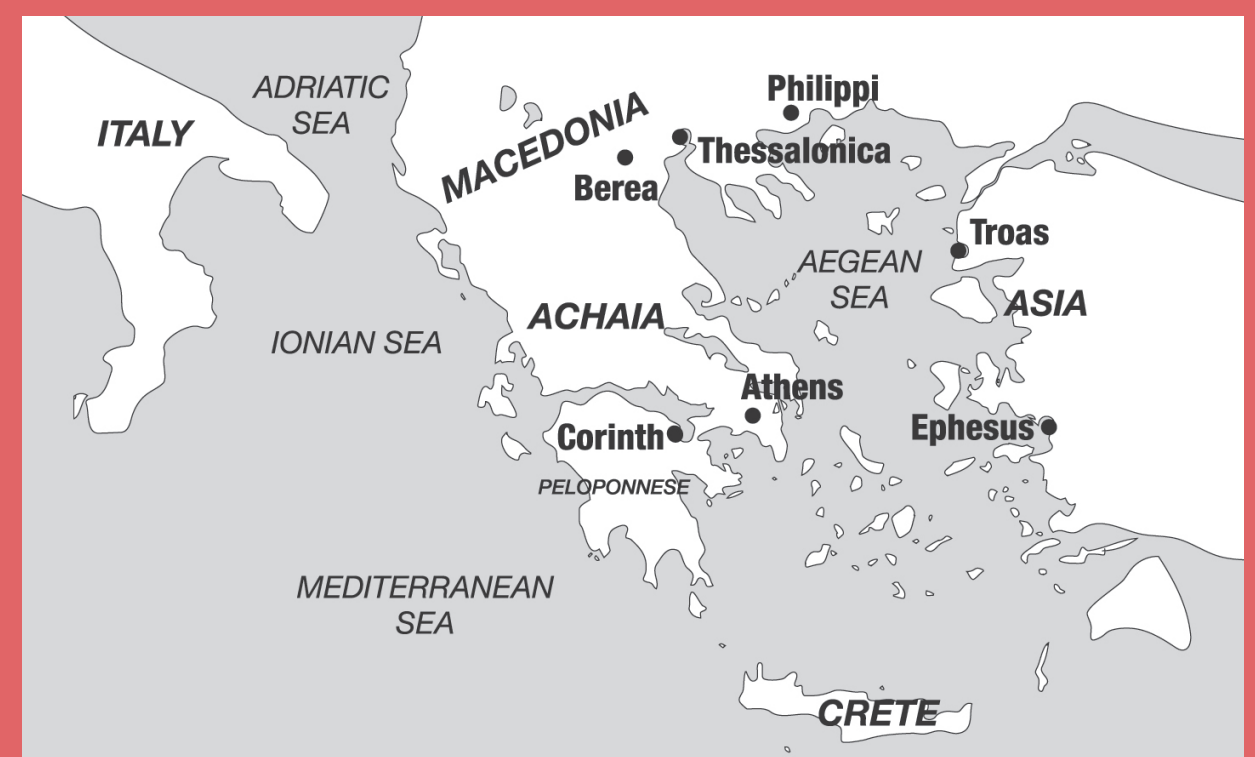 ADRIATIC
SEA
Philippi
ITALY
MACEDONIA
Thessalonica
Berea
Troas
AEGEAN
SEA
ASIA
ACHAIA
IONIAN SEA
Athens
Ephesus
Corinth
PELOPONNESE
MEDITERRANEAN
SEA
CRETE